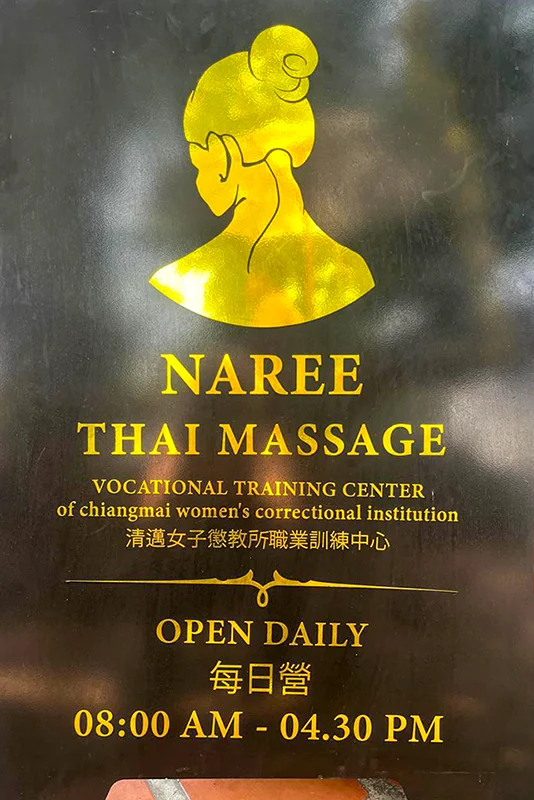 NAREE
THAI MASSAGE
VOCATIONAL TRAINING CENTER
of chiangmai women's correctional institution
清邁女子懲教所職業訓練中心
OPEN DAILY
每日營
08:00 AM - 04.30 PM